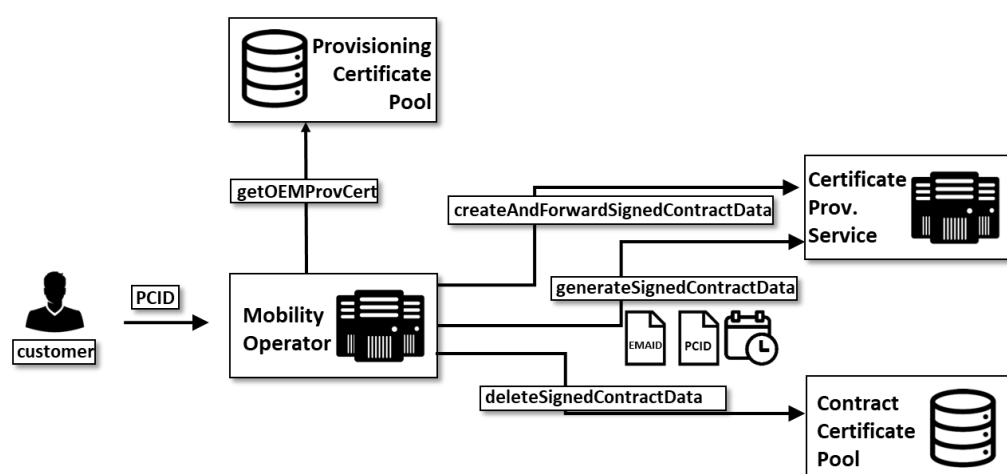 Provisioning
Certificate
Pool
getOEMProvCert
createAndForwardSignedContractData
Certificate
Prov.
Service
generateSignedContractData
PCID
customer
Mobility
Operator
EMAID
PCID
deleteSignedContractData
Contract
Certificate
Pool